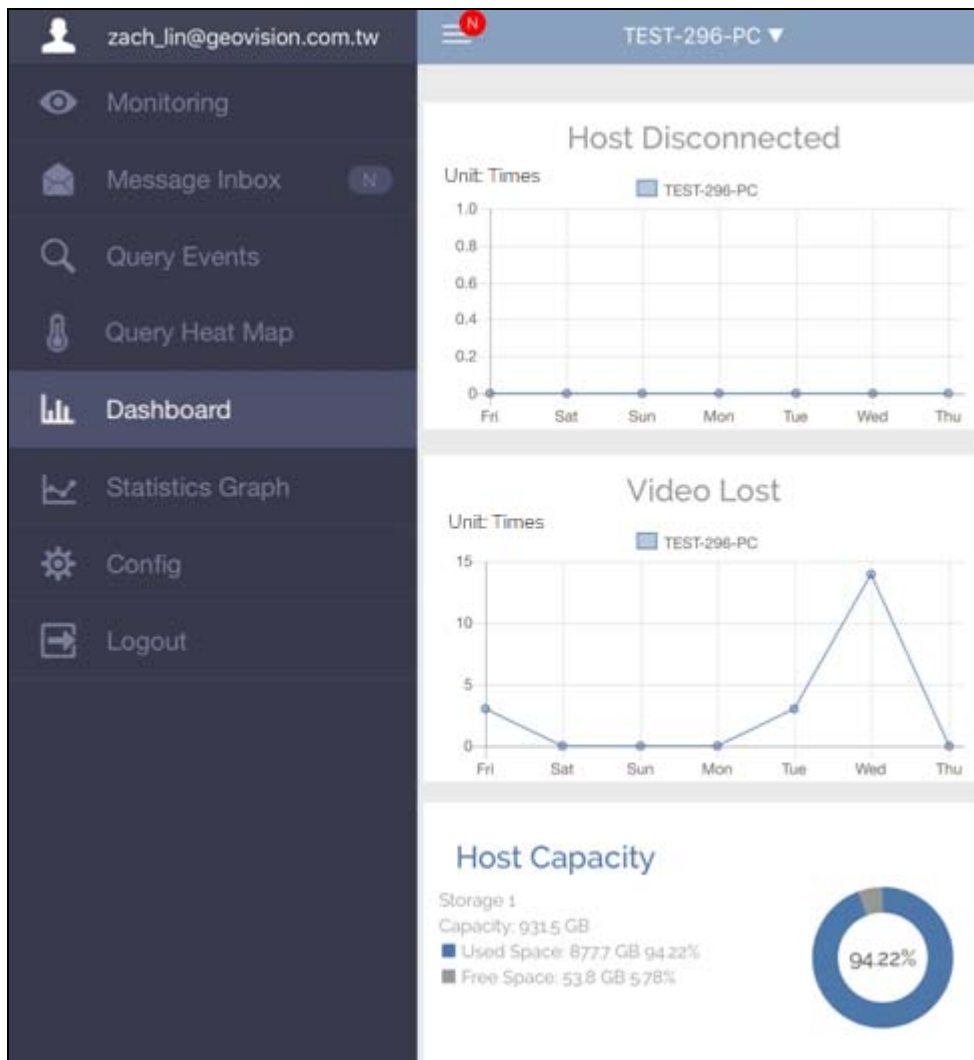 zach_lin@geovision.com.tw
Monitoring
Message Inbox N
Query Events
Query Heat Map
Dashboard
Statistics Graph
Config
Logout
N
TEST-296-PC ▼
Host Disconnected
Unit: Times
TEST-296-PC
1.0
0.8
0.6
0.4
0.2
0
Fri Sat Sun Mon Tue Wed Thu
Video Lost
Unit: Times
TEST-296-PC
15
10
5
0
Fri Sat Sun Mon Tue Wed Thu
Host Capacity
Storage 1
Capacity: 931.5 GB
Used Space: 877.7 GB 94.22%
Free Space: 53.8 GB 5.78%
94.22%